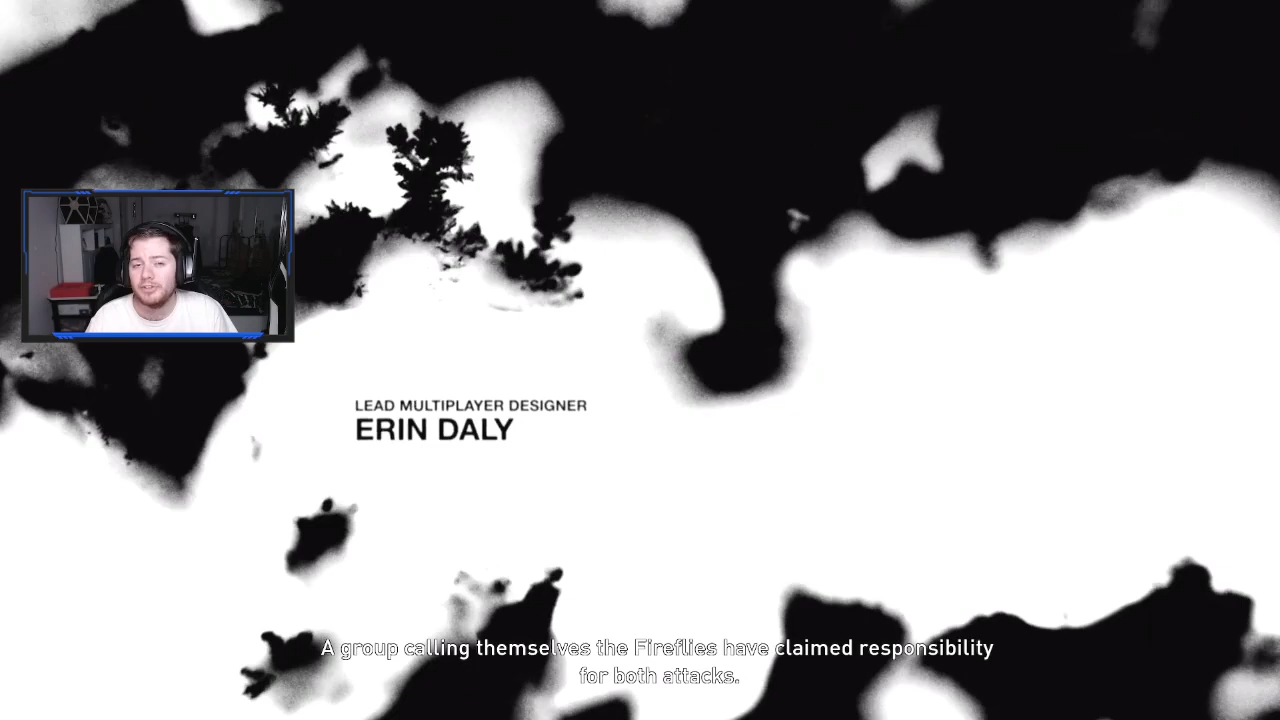 LEAD MULTIPLAYER DESIGNER
ERIN DALY
A group calling themselves the Fireflies have claimed responsibility
for both attacks.